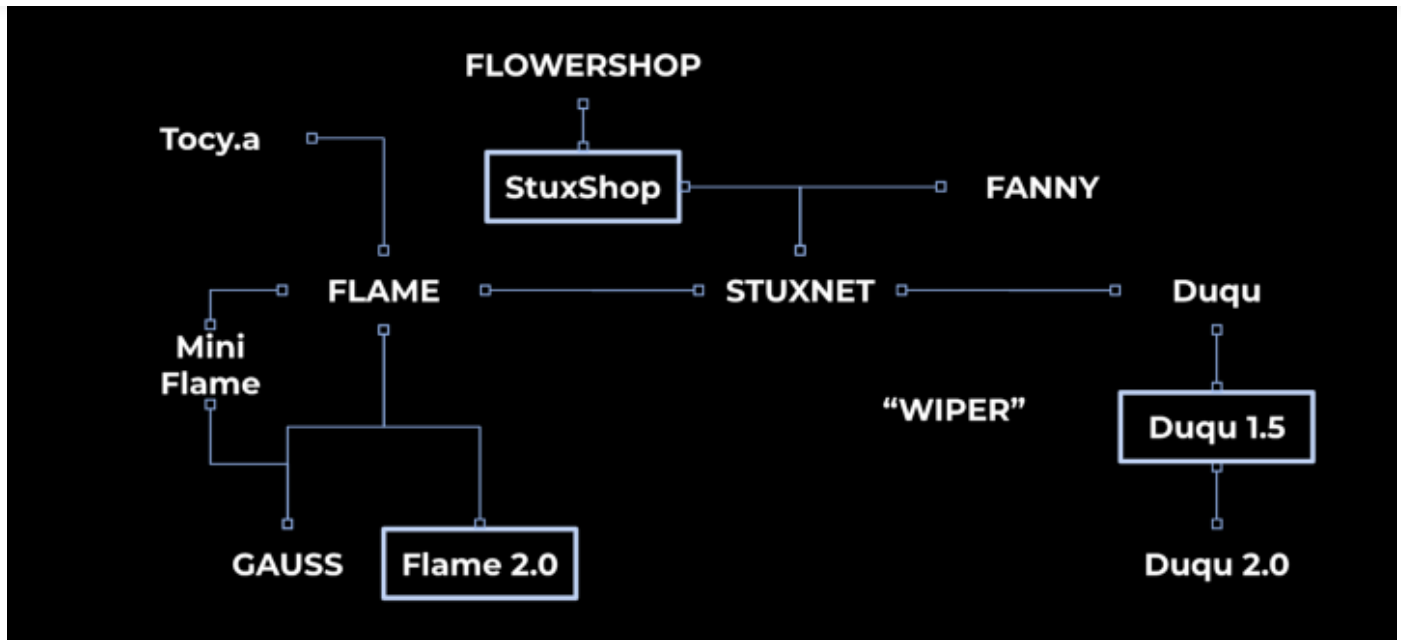 FLOWERSHOP
Tocy.a
StuxShop
FANNY
FLAME
STUXNET
Duqu
Mini
Flame
“WIPER”
Duqu 1.5
GAUSS
Flame 2.0
Duqu 2.0